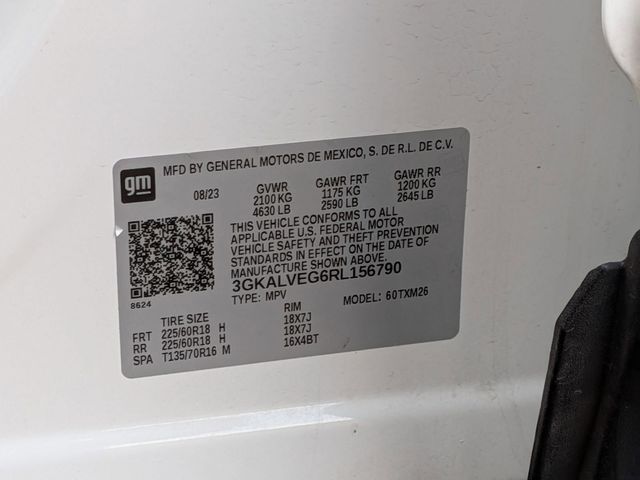 gm
MFD BY GENERAL MOTORS DE MEXICO, S. DE R.L. DE C.V.
08/23 GVWR GAWR FRT GAWR RR
2100 KG 1175 KG 1200 KG
4630 LB 2590 LB 2645 LB
THIS VEHICLE CONFORMS TO ALL
APPLICABLE U.S. FEDERAL MOTOR
VEHICLE SAFETY AND THEFT PREVENTION
STANDARDS IN EFFECT ON THE DATE OF
MANUFACTURE SHOWN ABOVE.
3GKALVEG6RL156790
8624
TYPE: MPV MODEL: 60TXM26
TIRE SIZE RIM
FRT 225/60R18 H 18X7J
RR 225/60R18 H 18X7J
SPA T135/70R16 M 16X4BT